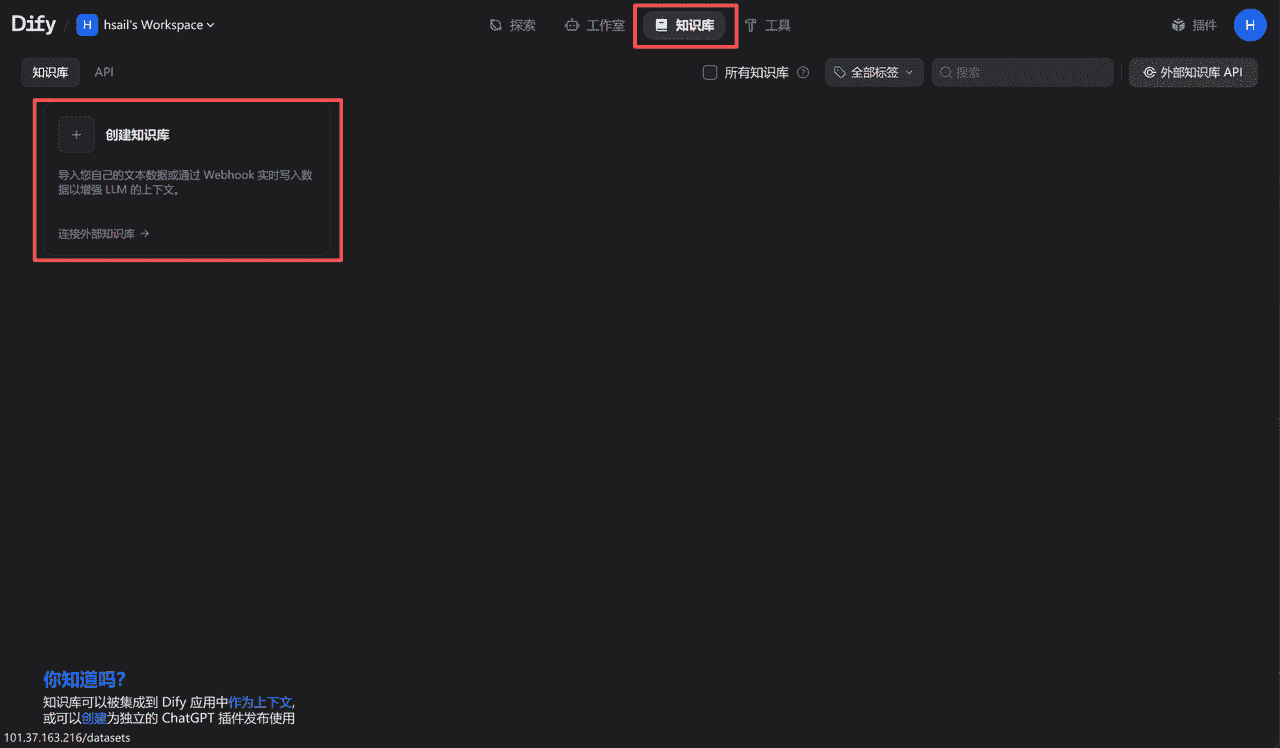 Dify / H hsail's Workspace
探索
工作室
知识库
工具
插件
H
知识库
API
所有知识库
全部标签
搜索
外部知识库 API
创建知识库
导入您自己的文本数据或通过 Webhook 实时写入数
据以增强 LLM 的上下文。
连接外部知识库 →
你知道吗?
知识库可以被集成到 Dify 应用中作为上下文,
或可以创建为独立的 ChatGPT 插件发布使用
101.37.163.216/datasets